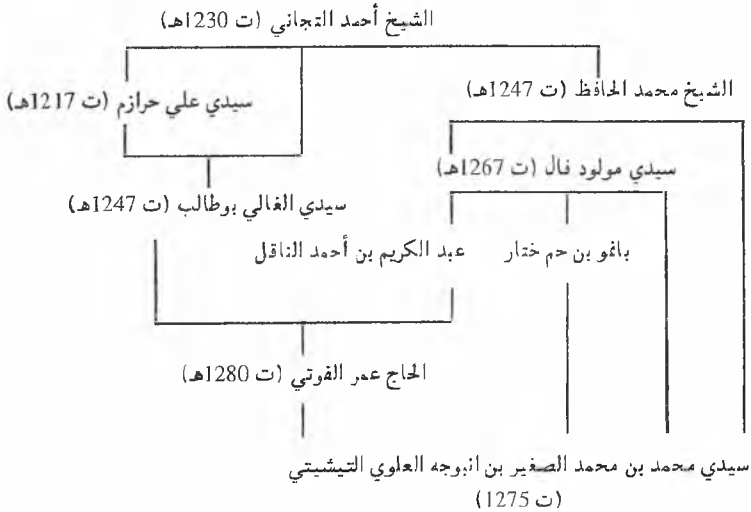 الشيخ أحمد التجاني (ت 1230هـ)
الشيخ محمد الحافظ (ت 1247هـ)
سيدي علي حرازم (ت 1217هـ)
سيدي مولود فال (ت 1267هـ)
سيدي الغالي بوطالب (ت 1247هـ)
بانمو بن حم ختار
عبد الكريم بن أحمد الناقل
الحاج عمر الفوتي (ت 1280هـ)
سيدي محمد بن محمد الصغير بن انبوجه العلوي التيشيتي
(ت 1275)